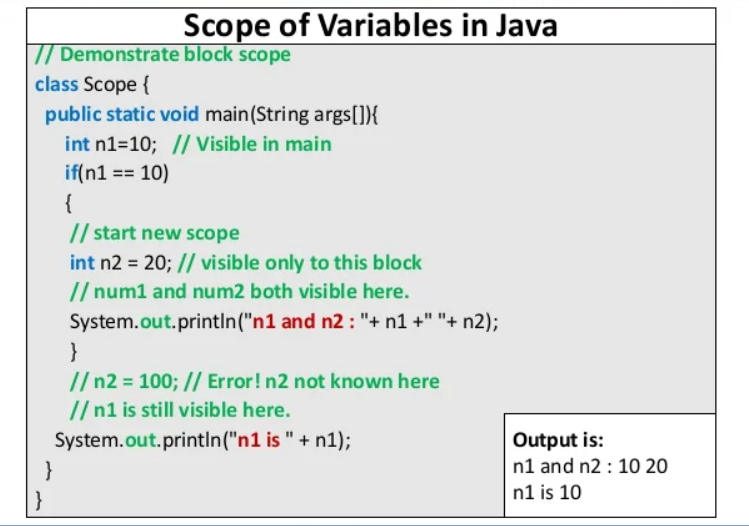 Scope of Variables in Java
// Demonstrate block scope
class Scope {
public static void main(String args[]){
int n1=10; // Visible in main
if(n1 == 10)
{
// start new scope
int n2 = 20; // visible only to this block
// num1 and num2 both visible here.
System.out.println("n1 and n2 : "+ n1 +" "+ n2);
}
// n2 = 100; // Error! n2 not known here
// n1 is still visible here.
System.out.println("n1 is " + n1);
}
}
Output is:
n1 and n2 : 10 20
n1 is 10